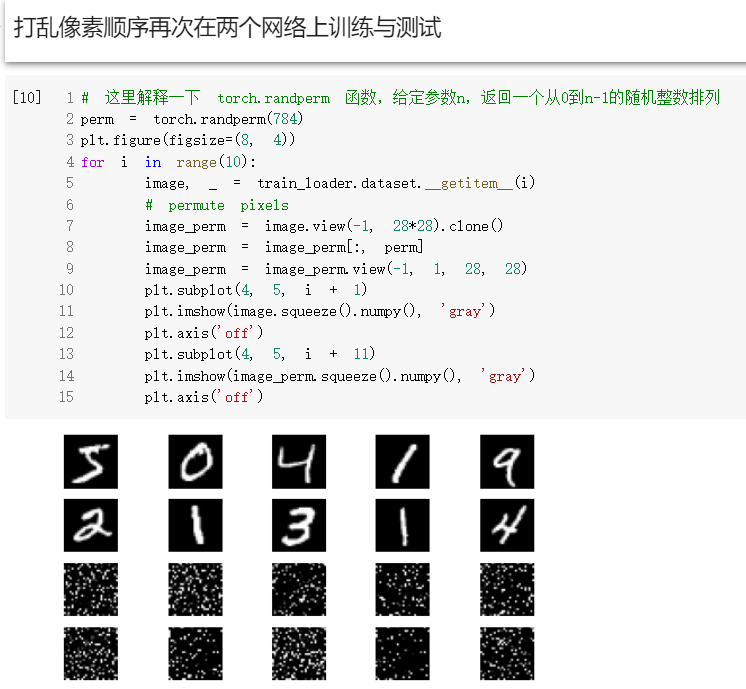 打乱像素顺序再次在两个网络上训练与测试
[10] 1 # 这里解释一下 torch.randperm 函数，给定参数n，返回一个从0到n-1的随机整数排列
2 perm = torch.randperm(784)
3 plt.figure(figsize=(8, 4))
4 for i in range(10):
5     image, _ = train_loader.dataset.__getitem__(i)
6     # permute pixels
7     image_perm = image.view(-1, 28*28).clone()
8     image_perm = image_perm[:, perm]
9     image_perm = image_perm.view(-1, 1, 28, 28)
10     plt.subplot(4, 5, i + 1)
11     plt.imshow(image.squeeze().numpy(), 'gray')
12     plt.axis('off')
13     plt.subplot(4, 5, i + 11)
14     plt.imshow(image_perm.squeeze().numpy(), 'gray')
15     plt.axis('off')
5 0 4 1 9
2 1 3 1 4